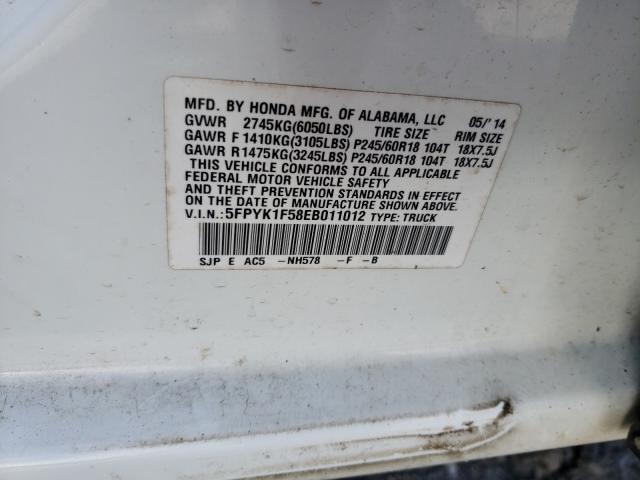 MFD. BY HONDA MFG. OF ALABAMA, LLC 05/'14
GVWR 2745KG(6050LBS) TIRE SIZE RIM SIZE
GAWR F 1410KG(3105LBS) P245/60R18 104T 18X7.5J
GAWR R1475KG(3245LBS) P245/60R18 104T 18X7.5J
THIS VEHICLE CONFORMS TO ALL APPLICABLE
FEDERAL MOTOR VEHICLE SAFETY
AND THEFT PREVENTION STANDARDS IN EFFECT
ON THE DATE OF MANUFACTURE SHOWN ABOVE.
V.I.N.:5FPYK1F58EB011012 TYPE: TRUCK
SJP E AC5 -NH578 -F -B